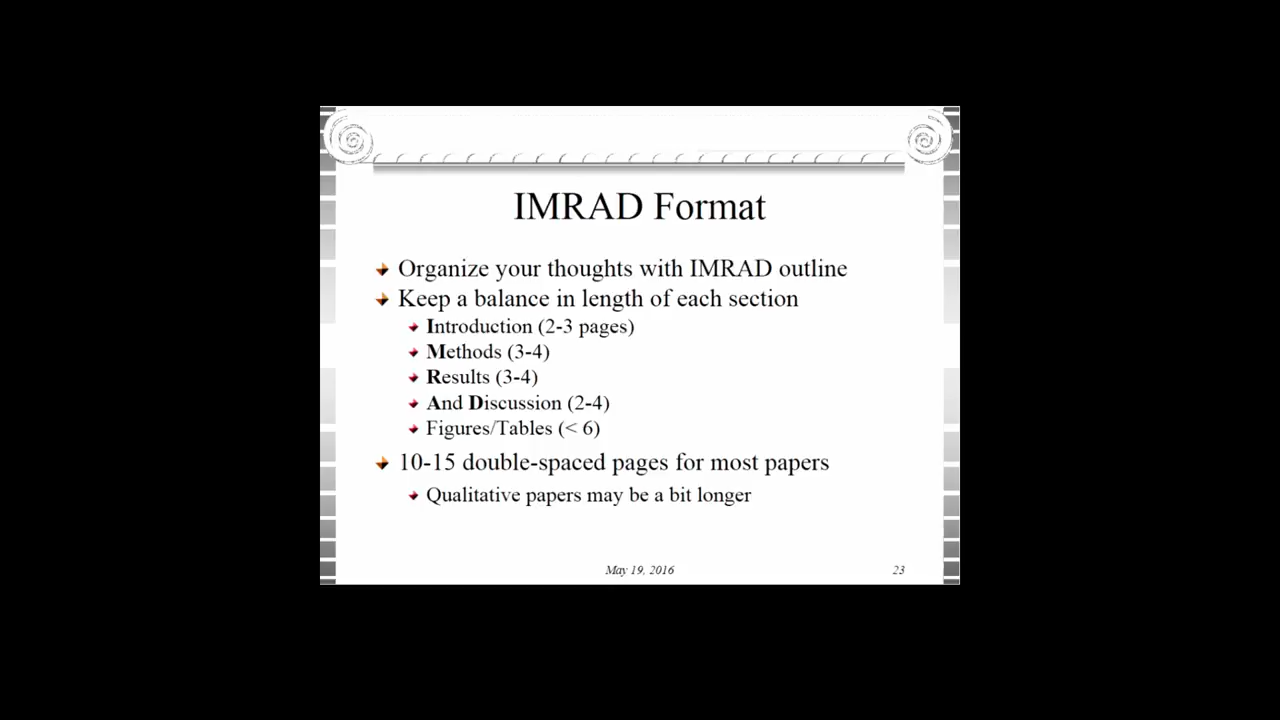 IMRAD Format
Organize your thoughts with IMRAD outline
Keep a balance in length of each section
Introduction (2-3 pages)
Methods (3-4)
Results (3-4)
And Discussion (2-4)
Figures/Tables (< 6)
10-15 double-spaced pages for most papers
Qualitative papers may be a bit longer
May 19, 2016
23